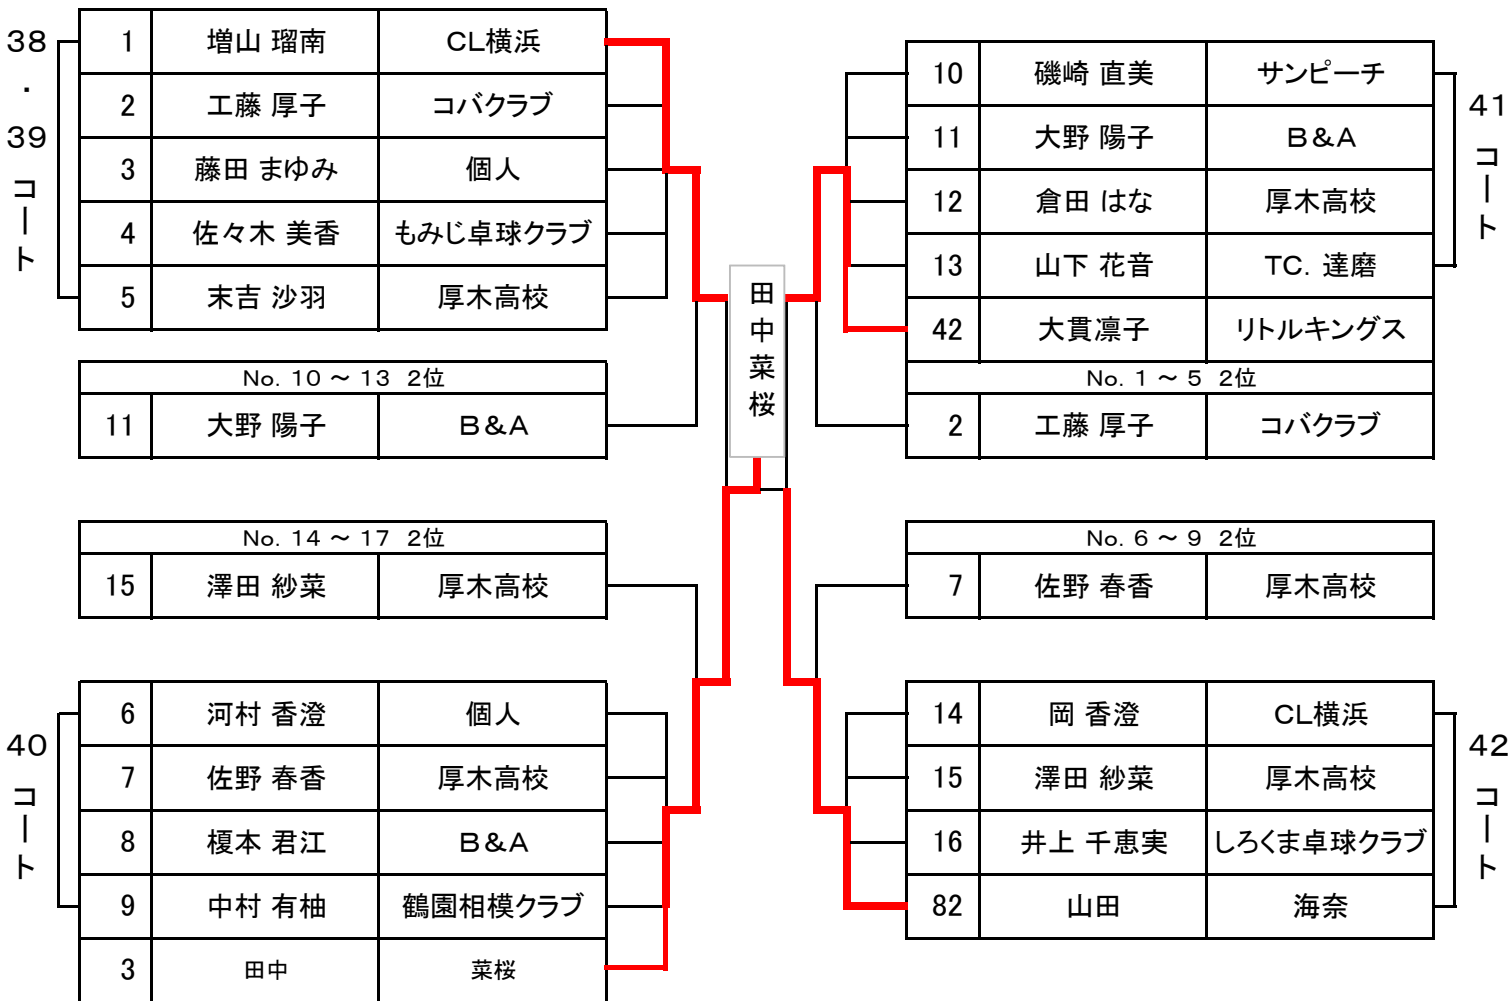 38・39コート
1 増山 瑠南 CL横浜
2 工藤 厚子 コバクラブ
3 藤田 まゆみ 個人
4 佐々木 美香 もみじ卓球クラブ
5 末吉 沙羽 厚木高校
No. 10 ~ 13 2位
11 大野 陽子 B&A
No. 14 ~ 17 2位
15 澤田 紗菜 厚木高校
40コート
6 河村 香澄 個人
7 佐野 春香 厚木高校
8 榎本 君江 B&A
9 中村 有柚 鶴園相模クラブ
3 田中 菜桜
田中菜桜
41コート
10 磯崎 直美 サンピーチ
11 大野 陽子 B&A
12 倉田 はな 厚木高校
13 山下 花音 TC. 達磨
42 大貫凛子 リトルキングス
No. 1 ~ 5 2位
2 工藤 厚子 コバクラブ
No. 6 ~ 9 2位
7 佐野 春香 厚木高校
42コート
14 岡 香澄 CL横浜
15 澤田 紗菜 厚木高校
16 井上 千恵実 しろくま卓球クラブ
82 山田 海奈